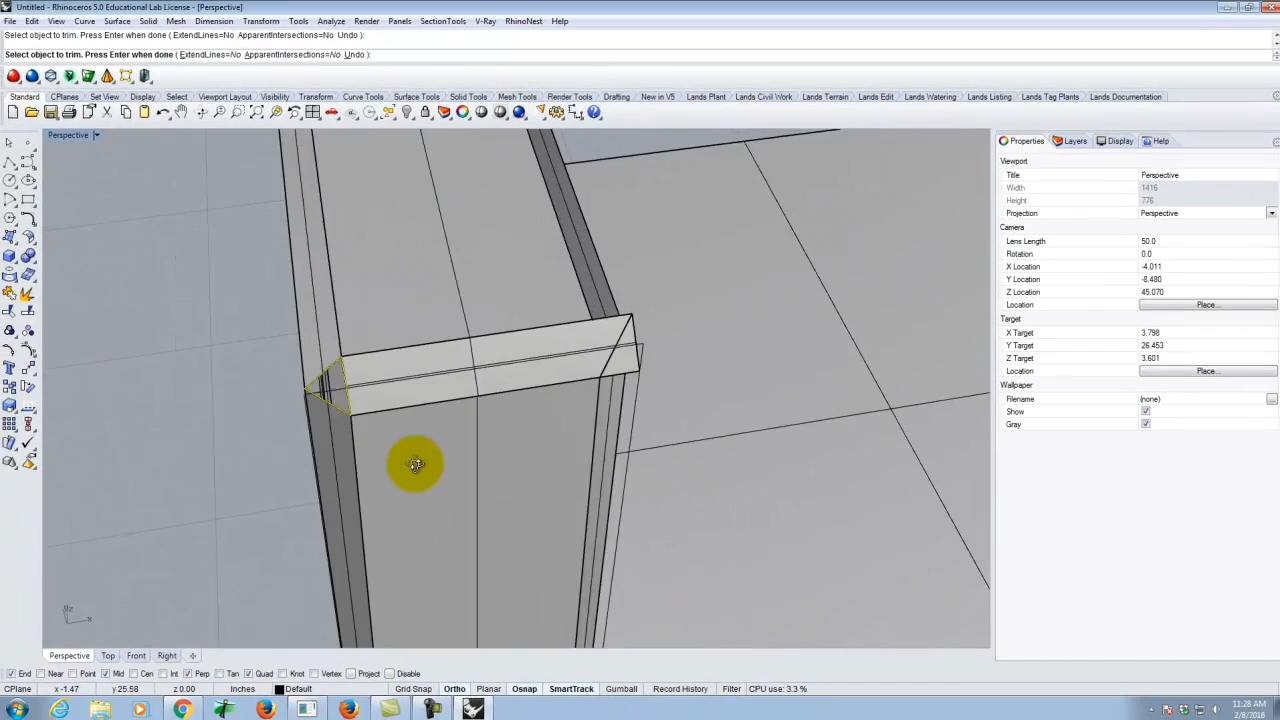 Untitled - Rhinoceros 5.0 Educational Lab License - [Perspective]
File Edit View Curve Surface Solid Mesh Dimension Transform Tools Analyze Render Panels SectionTools V-Ray RhinoNest Help
Select object to trim. Press Enter when done ( ExtendLines=No ApparentIntersections=No Undo ):
Select object to trim. Press Enter when done ( ExtendLines=No ApparentIntersections=No Undo ):
Standard CPlanes Set View Display Select Viewport Layout Visibility Transform Curve Tools Surface Tools Solid Tools Mesh Tools Render Tools Drafting New in V5 Lands Plant Lands Civil Work Lands Terrain Lands Edit Lands Watering Lands Listing Lands Tag Plants Lands Documentation
Perspective
Properties Layers Display Help
Viewport
Title Perspective
Width 1416
Height 776
Projection Perspective
Camera
Lens Length 50.0
Rotation 0.0
X Location -4.011
Y Location -8.480
Z Location 45.070
Location Place...
Target
X Target 3.798
Y Target 26.453
Z Target 3.601
Location Place...
Wallpaper
Filename (none)
Show
Gray
z x
Perspective Top Front Right
End Near Point Mid Cen Int Perp Tan Quad Knot Vertex Project Disable
CPlane x -1.47 y 25.58 z 0.00 Inches Default Grid Snap Ortho Planar Osnap SmartTrack Gumball Record History Filter CPU use: 3.3 %
11:28 AM
2/8/2016